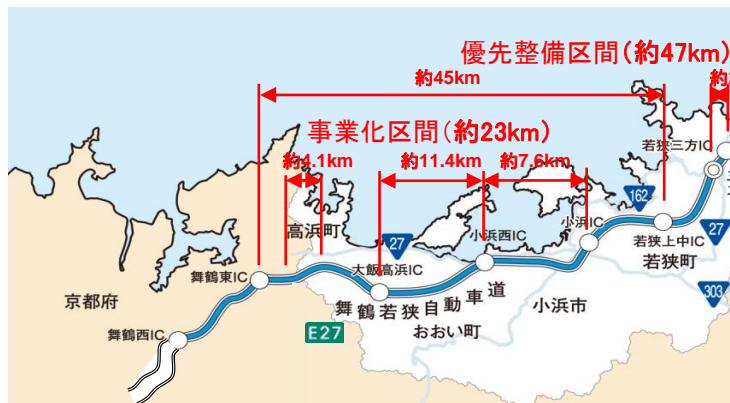 優先整備区間(約47km)
約45km
約2
事業化区間(約23km)
約4.1km
約11.4km
約7.6km
若狭三方IC
162
高浜町
27
小浜西IC
小浜IC
若狭上中IC
27
若狭町
舞鶴東IC
大飯高浜IC
303
京都府
舞鶴若狭自動車道
小浜市
おおい町
E27
舞鶴西IC